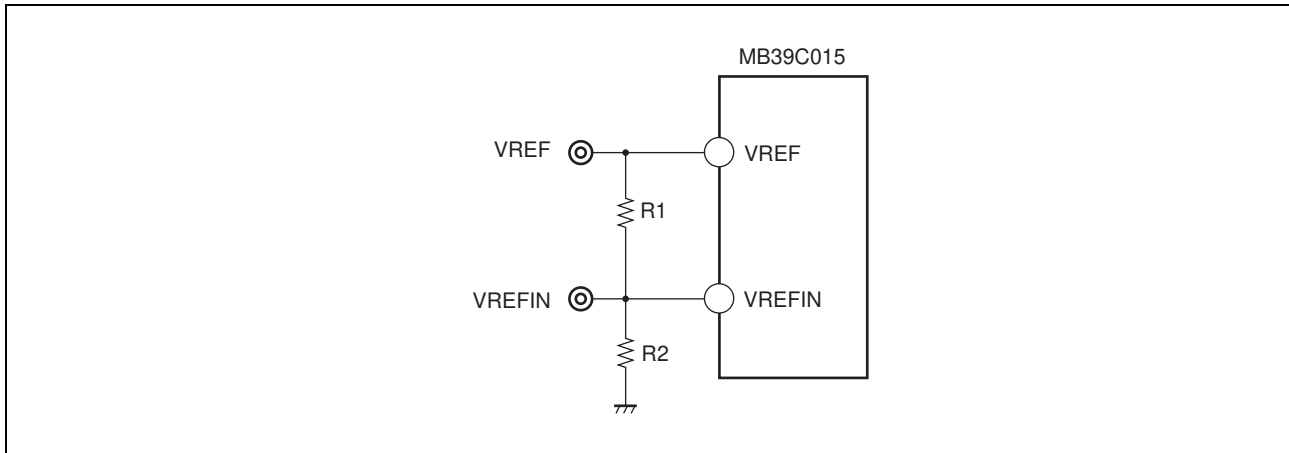 MB39C015
VREF
VREF
R1
VREFIN
VREFIN
R2